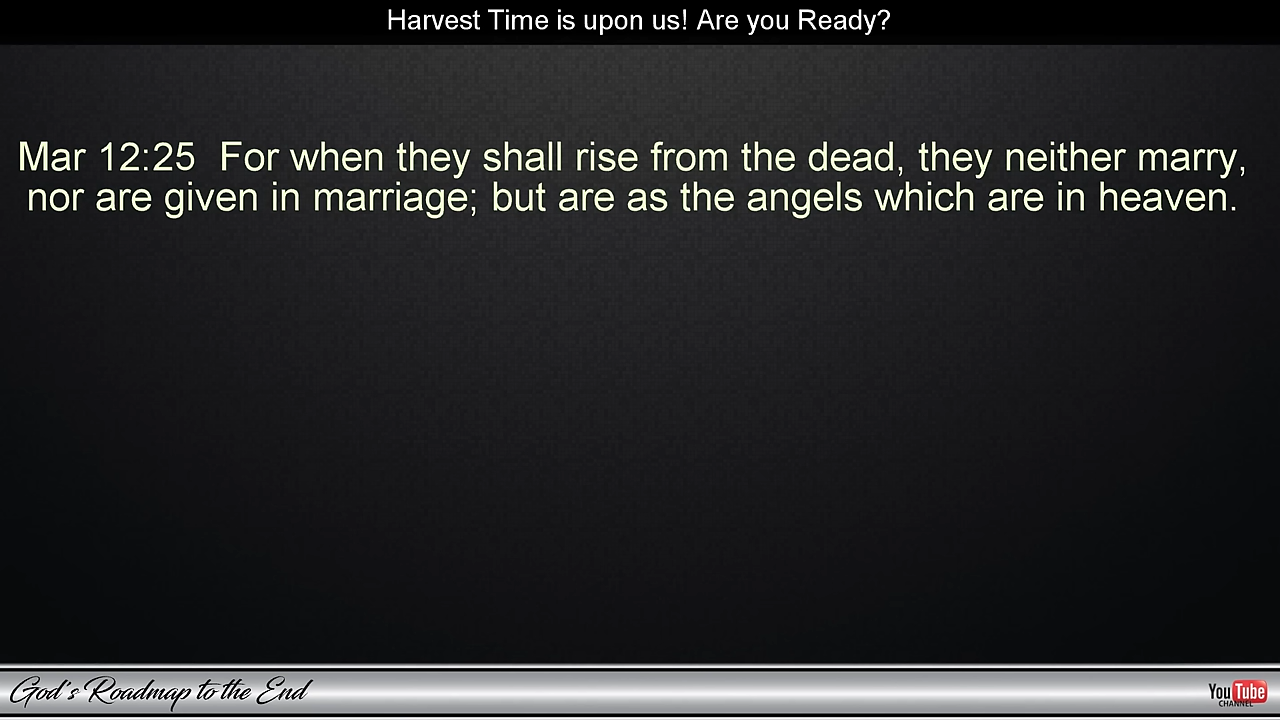 Harvest Time is upon us! Are you Ready?
Mar 12:25  For when they shall rise from the dead, they neither marry,
nor are given in marriage; but are as the angels which are in heaven.
God's Roadmap to the End
YouTube
CHANNEL